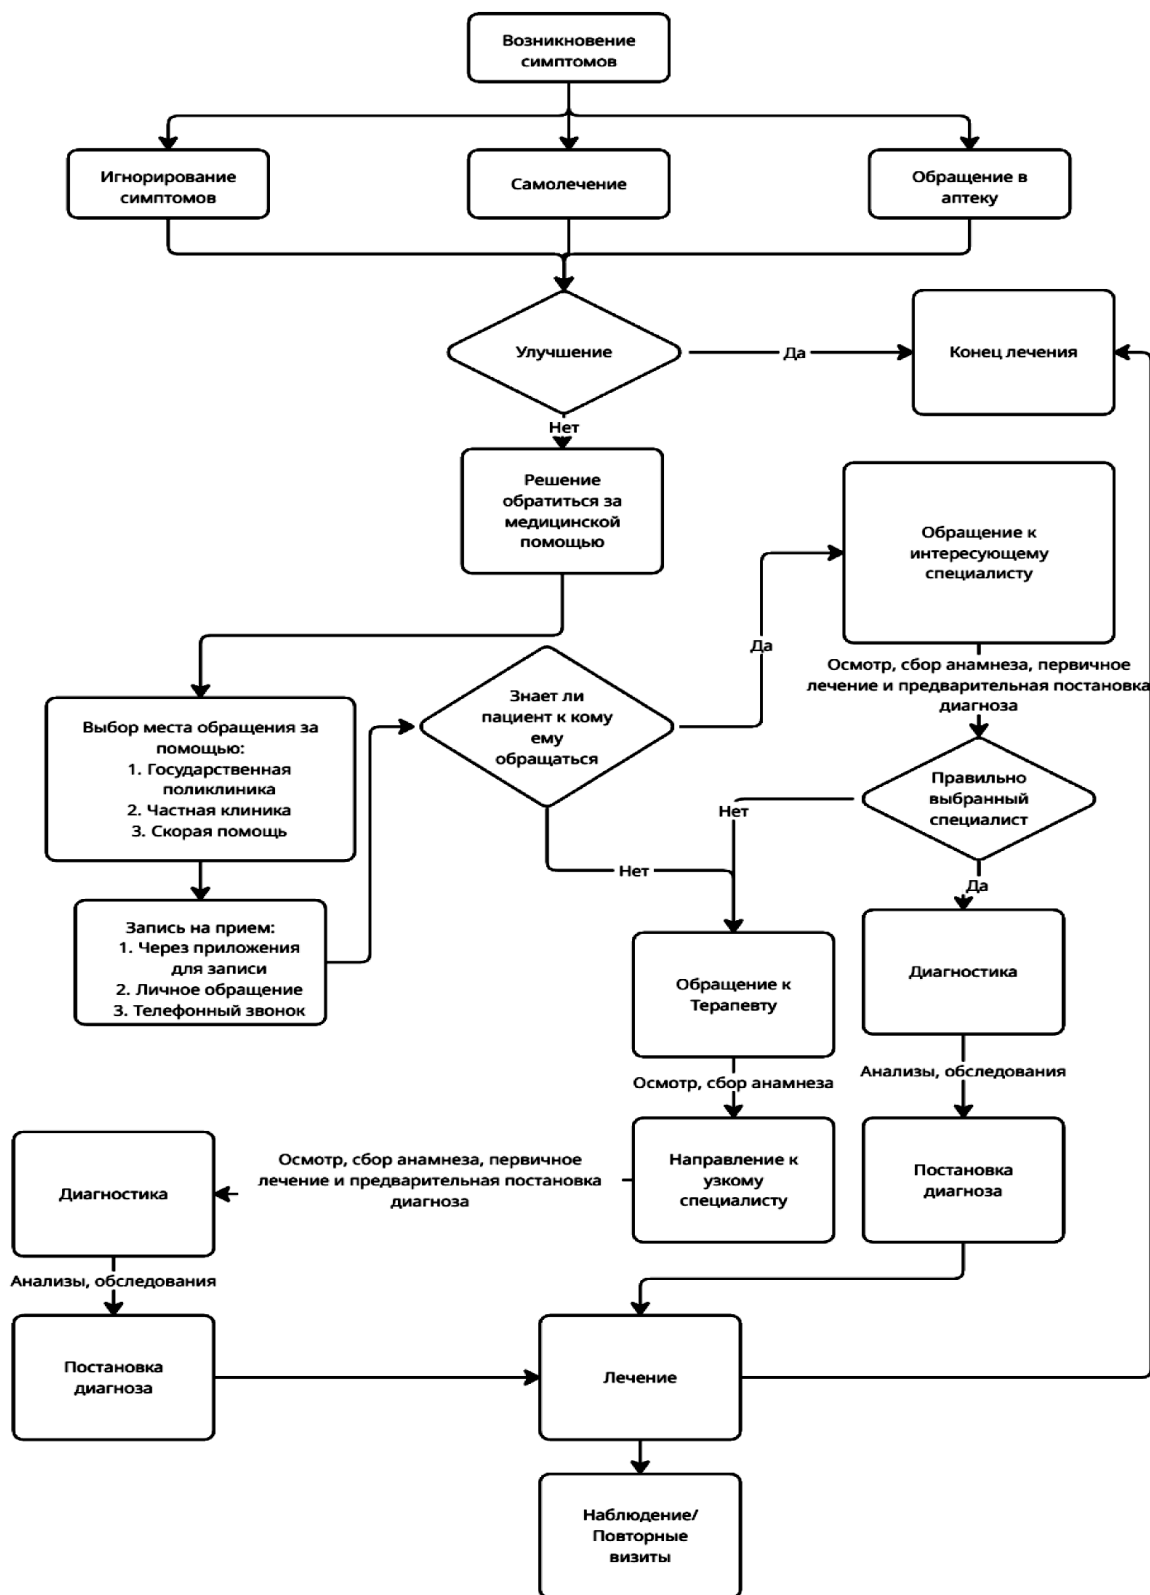 Возникновение
симптомов
Игнорирование
симптомов
Самолечение
Обращение в
аптеку
Улучшение
Да
Конец лечения
Нет
Решение
обратиться за
медицинской
помощью
Обращение к
интересующему
специалисту
Да
Осмотр, сбор анамнеза, первичное
лечение и предварительная постановка
диагноза
Выбор места обращения за
помощью:
1. Государственная
поликлиника
2. Частная клиника
3. Скорая помощь
Знает ли
пациент к кому
ему
обращаться
Правильно
выбранный
специалист
Нет
Нет
Да
Запись на прием:
1. Через приложения
для записи
2. Личное обращение
3. Телефонный звонок
Обращение к
Терапевту
Диагностика
Осмотр, сбор анамнеза
Анализы, обследования
Диагностика
Осмотр, сбор анамнеза, первичное
лечение и предварительная постановка
диагноза
Направление к
узкому
специалисту
Постановка
диагноза
Анализы, обследования
Постановка
диагноза
Лечение
Наблюдение/
Повторные
визиты